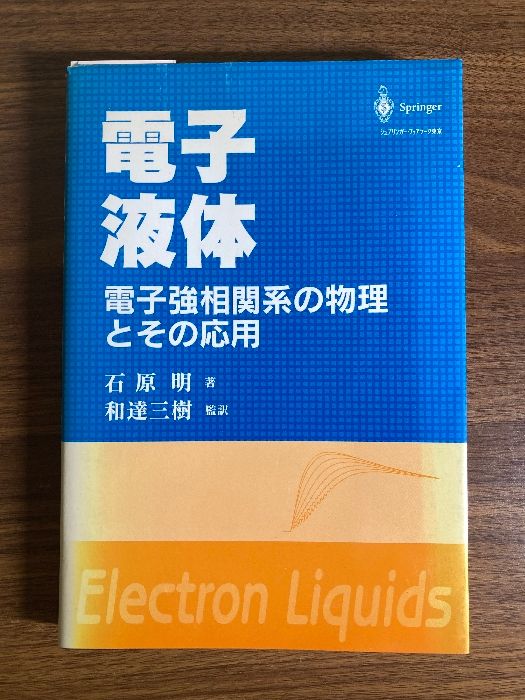 Springer
シュプリンガー・フェアラーク東京
電子
液体
電子強相関系の物理
とその応用
石原明 著
和達三樹 監訳
Electron Liquids